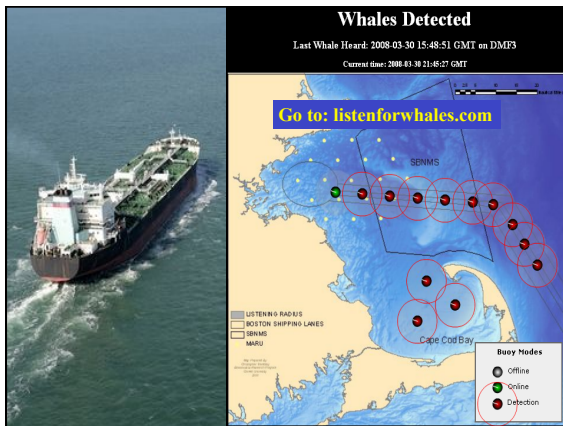 Whales Detected
Last Whale Heard: 2008-03-30 15:48:51 GMT on DMF3
Current time: 2008-03-30 21:45:27 GMT
Go to: listenforwhales.com
SBNMS
LISTENING RADIUS
BOSTON SHIPPING LANES
SBNMS
MARU
Cape Cod Bay
Buoy Modes
Offline
Online
Detection